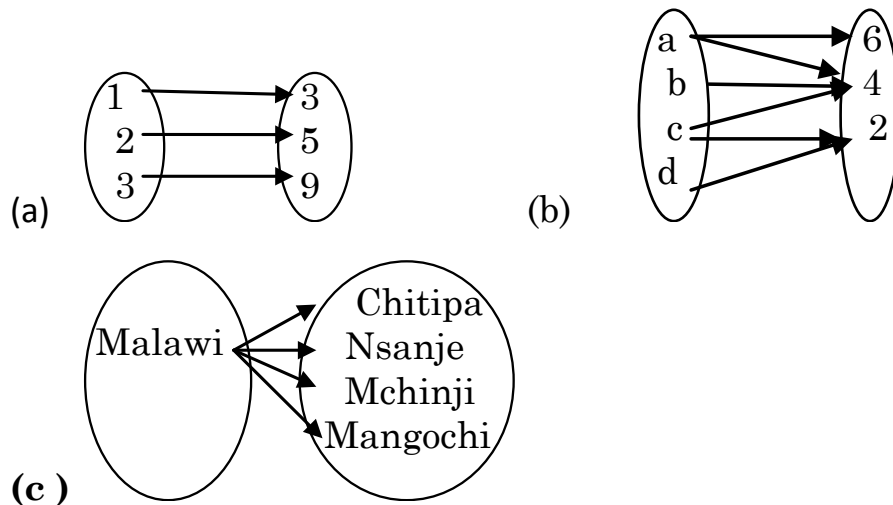 1 3
2 5
3 9
(a)
a 6
b 4
c 2
d
(b)
Malawi
Chitipa
Nsanje
Mchinji
Mangochi
(c )